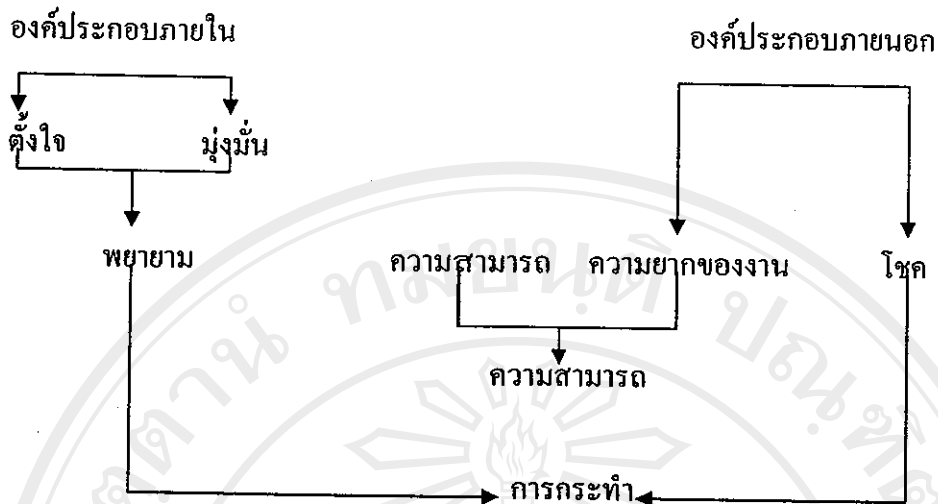 องค์ประกอบภายใน
องค์ประกอบภายนอก
ตั้งใจ มุ่งมั่น
พยายาม ความสามารถ ความยากของงาน โชค
ความสามารถ
การกระทำ